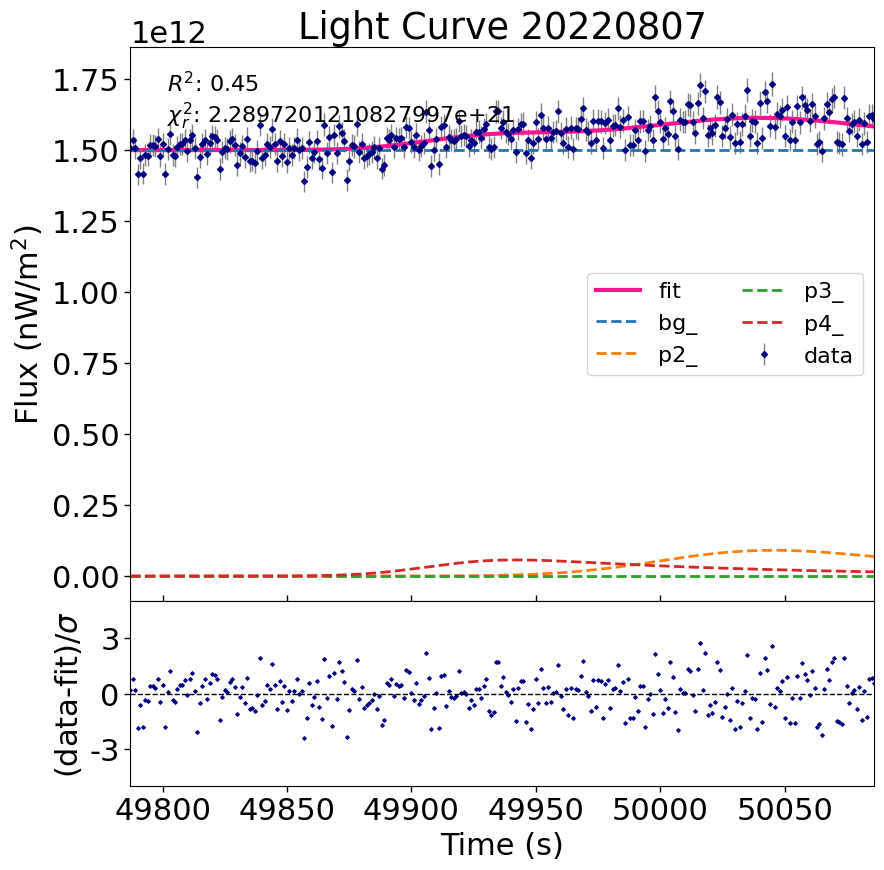 Light Curve 20220807
1e12
R²: 0.45
χ²ᵣ: 2.2897201210827997e+21
1.75
1.50
1.25
1.00
0.75
0.50
0.25
0.00
Flux (nW/m²)
fit
bg_
p2_
p3_
p4_
data
3
0
-3
(data-fit)/σ
49800 49850 49900 49950 50000 50050
Time (s)